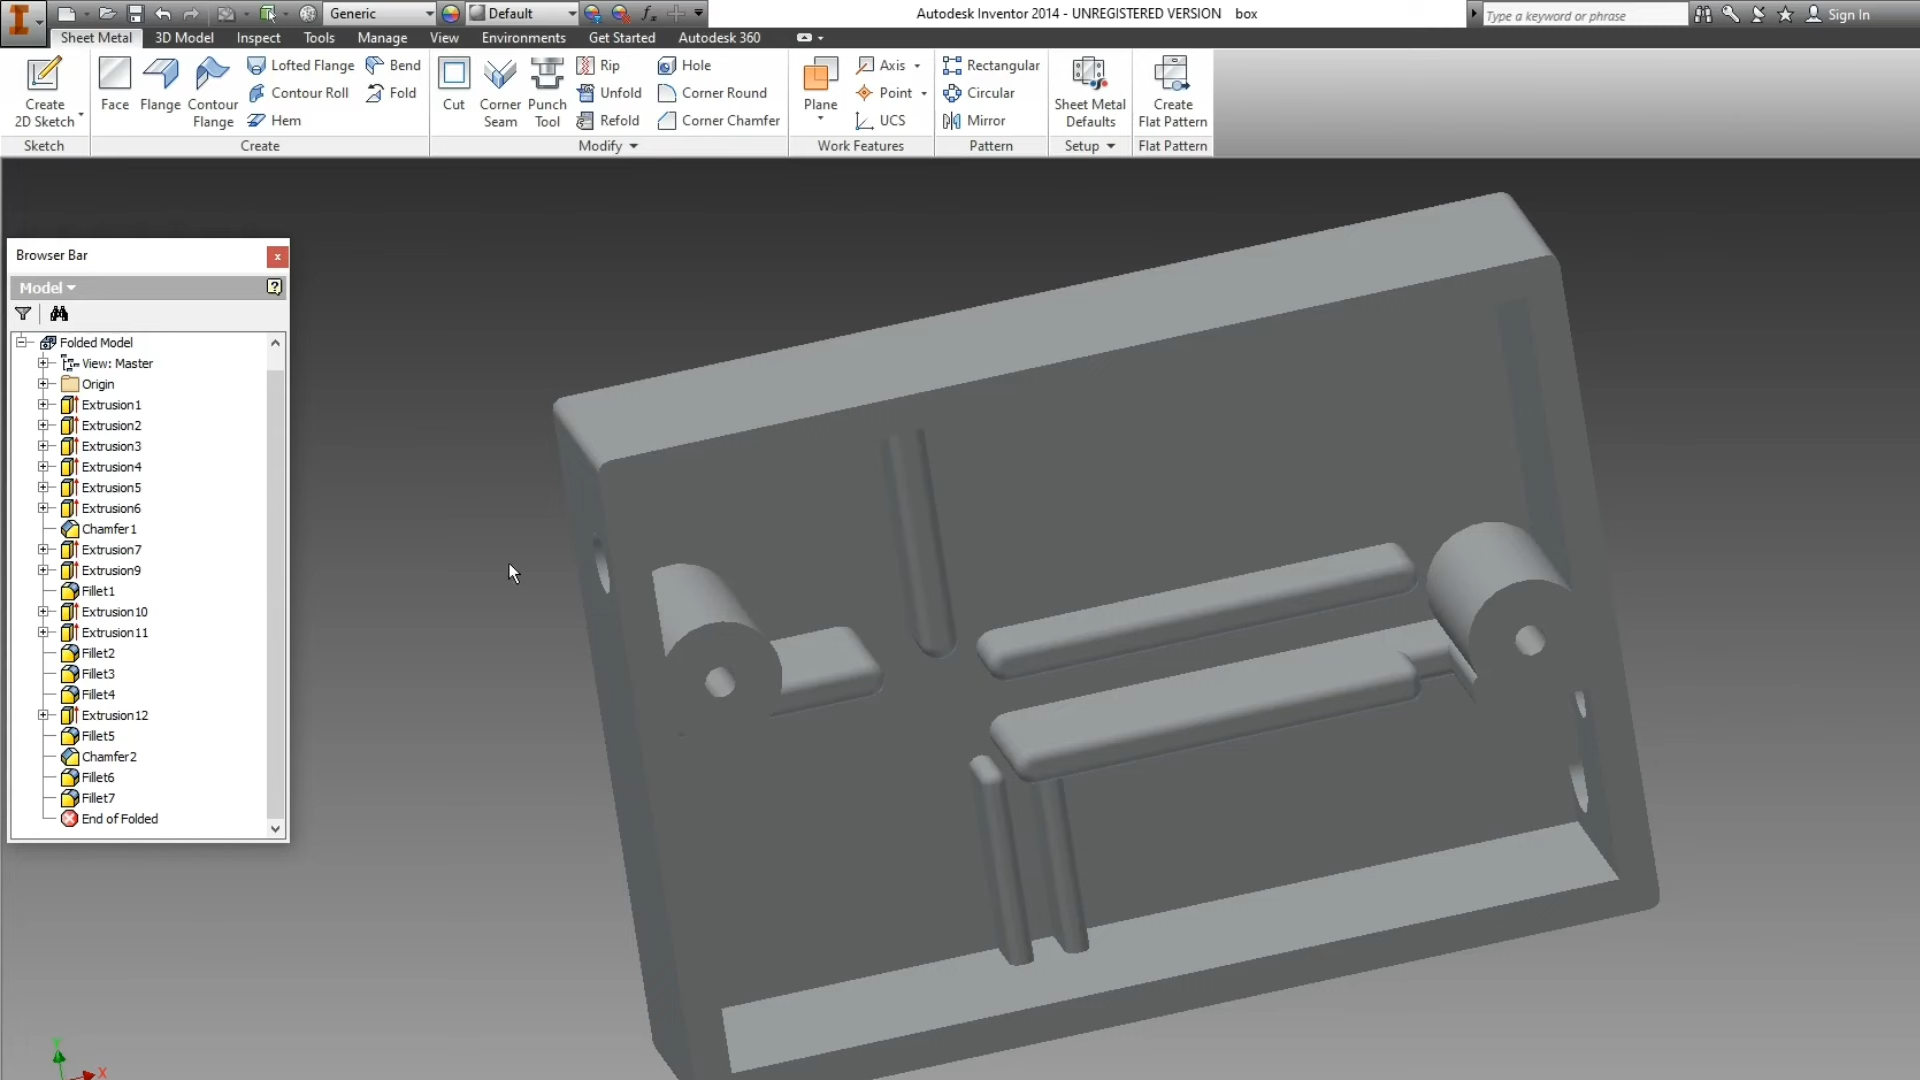 Generic
Default
Autodesk Inventor 2014 - UNREGISTERED VERSION box
Type a keyword or phrase
Sign In
Sheet Metal 3D Model Inspect Tools Manage View Environments Get Started Autodesk 360
Create
2D Sketch
Face
Flange
Contour
Flange
Lofted Flange
Contour Roll
Hem
Bend
Fold
Cut
Corner
Seam
Punch
Tool
Rip
Unfold
Refold
Hole
Corner Round
Corner Chamfer
Plane
Axis
Point
UCS
Rectangular
Circular
Mirror
Sheet Metal
Defaults
Create
Flat Pattern
Sketch Create Modify Work Features Pattern Setup Flat Pattern
Browser Bar
x
Model
?
Folded Model
View: Master
Origin
Extrusion1
Extrusion2
Extrusion3
Extrusion4
Extrusion5
Extrusion6
Chamfer1
Extrusion7
Extrusion9
Fillet1
Extrusion10
Extrusion11
Fillet2
Fillet3
Fillet4
Extrusion12
Fillet5
Chamfer2
Fillet6
Fillet7
End of Folded
Y
X